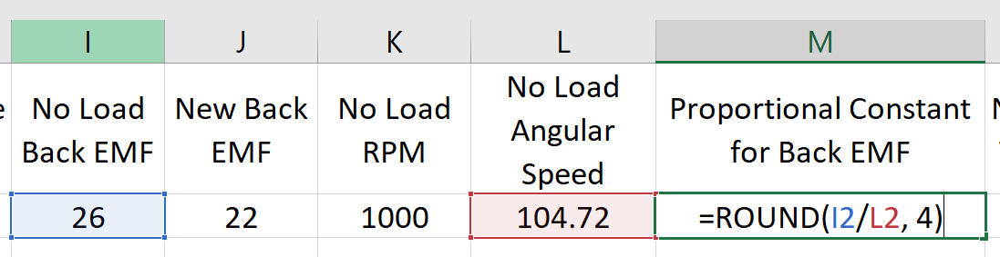 I J K L M
No Load Back EMF
New Back EMF
No Load RPM
No Load Angular Speed
Proportional Constant for Back EMF
26 22 1000 104.72 =ROUND(I2/L2, 4)